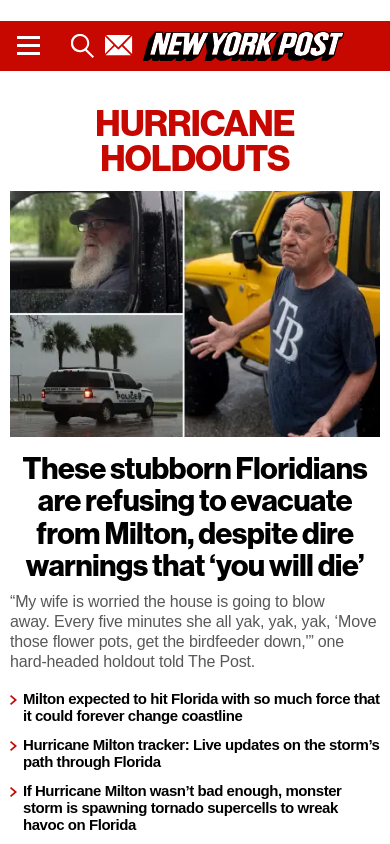 NEW YORK POST
HURRICANE
HOLDOUTS
TB
POLICE
These stubborn Floridians
are refusing to evacuate
from Milton, despite dire
warnings that ‘you will die’
“My wife is worried the house is going to blow
away. Every five minutes she all yak, yak, yak, ‘Move
those flower pots, get the birdfeeder down,'” one
hard-headed holdout told The Post.
Milton expected to hit Florida with so much force that
it could forever change coastline
Hurricane Milton tracker: Live updates on the storm’s
path through Florida
If Hurricane Milton wasn’t bad enough, monster
storm is spawning tornado supercells to wreak
havoc on Florida